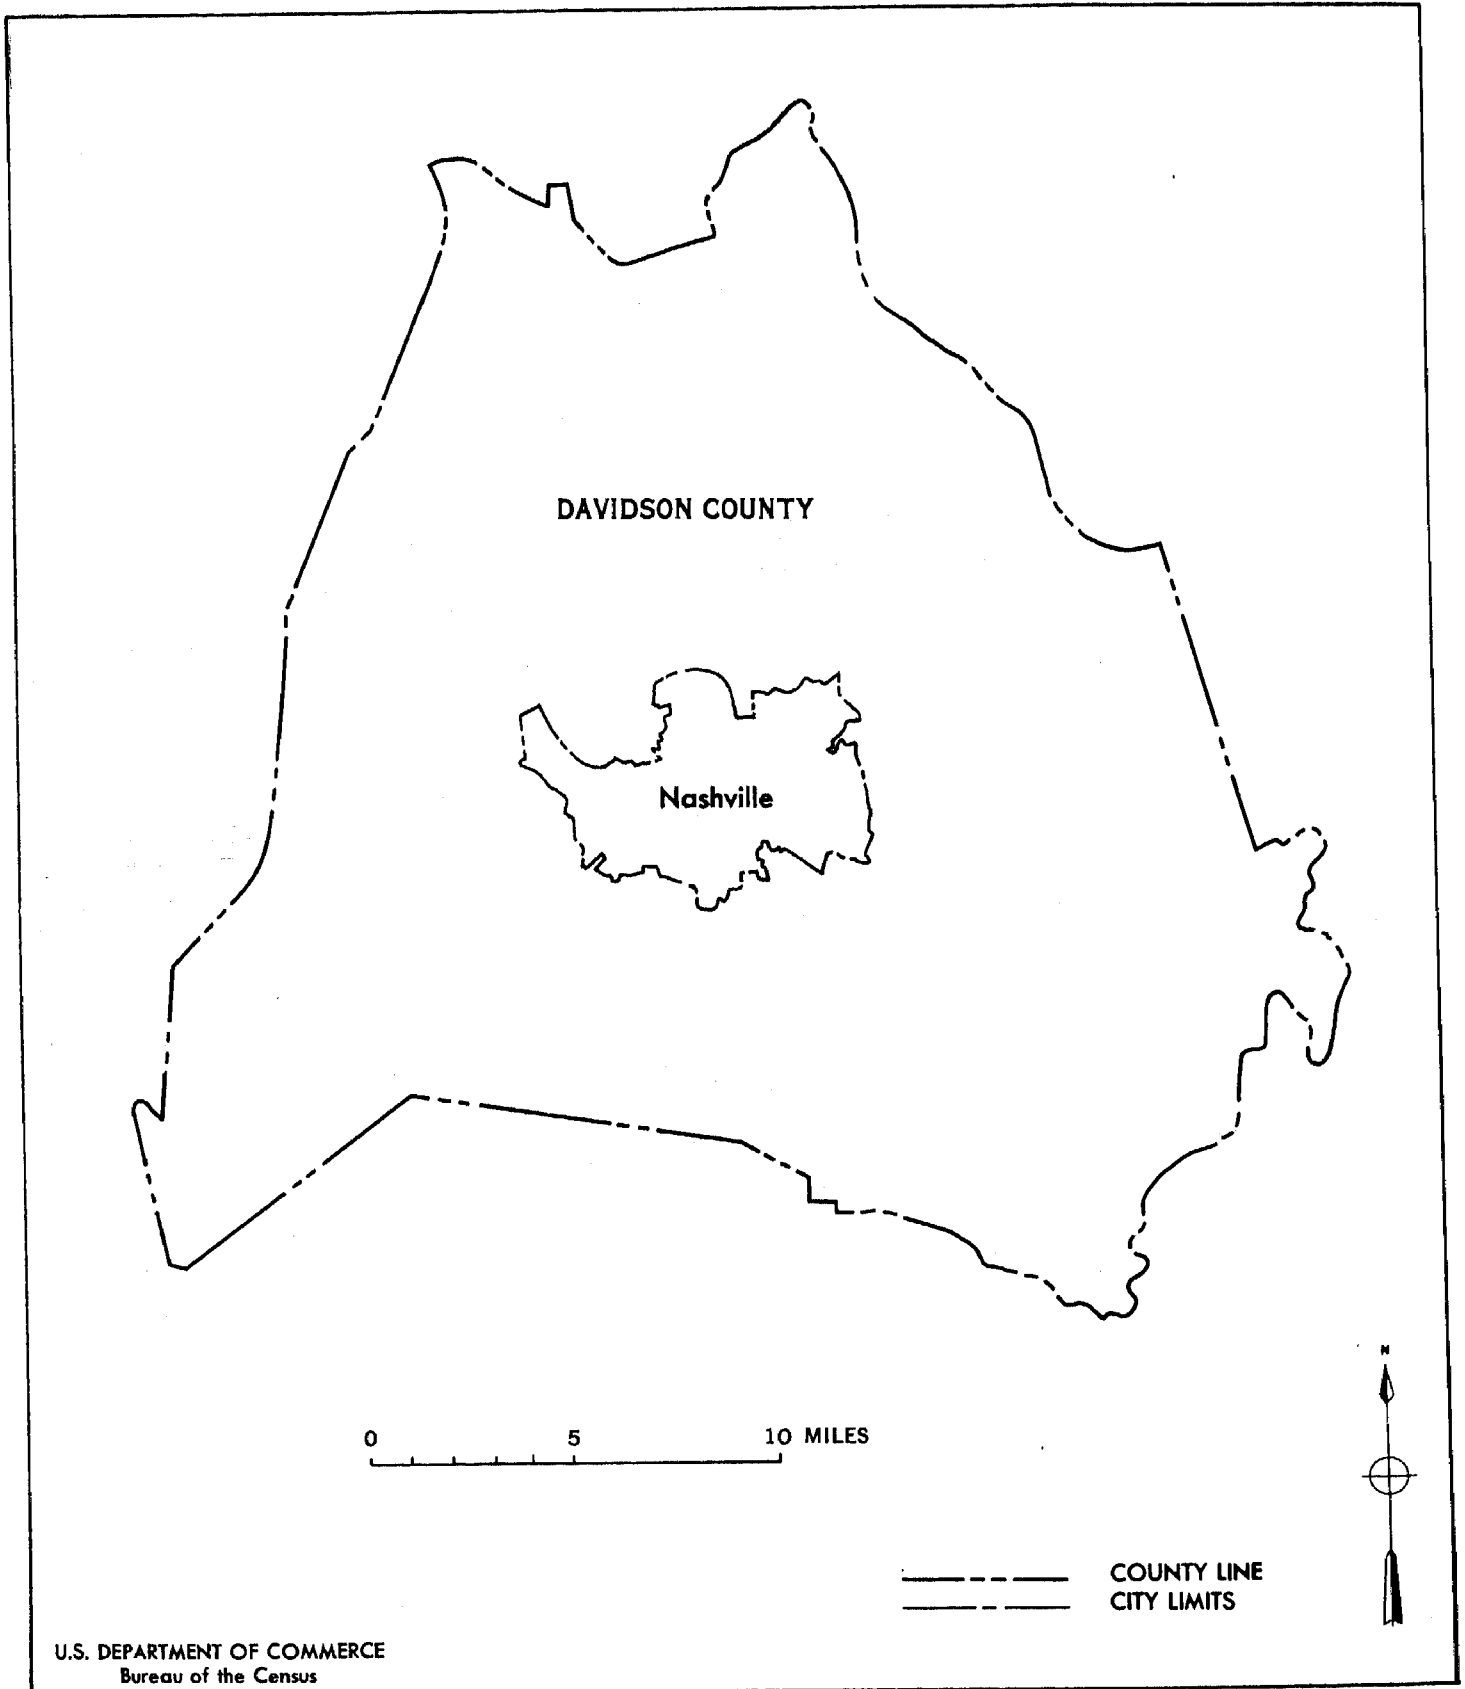 DAVIDSON COUNTY
Nashville
N
0 5 10 MILES
COUNTY LINE
CITY LIMITS
U.S. DEPARTMENT OF COMMERCE
Bureau of the Census